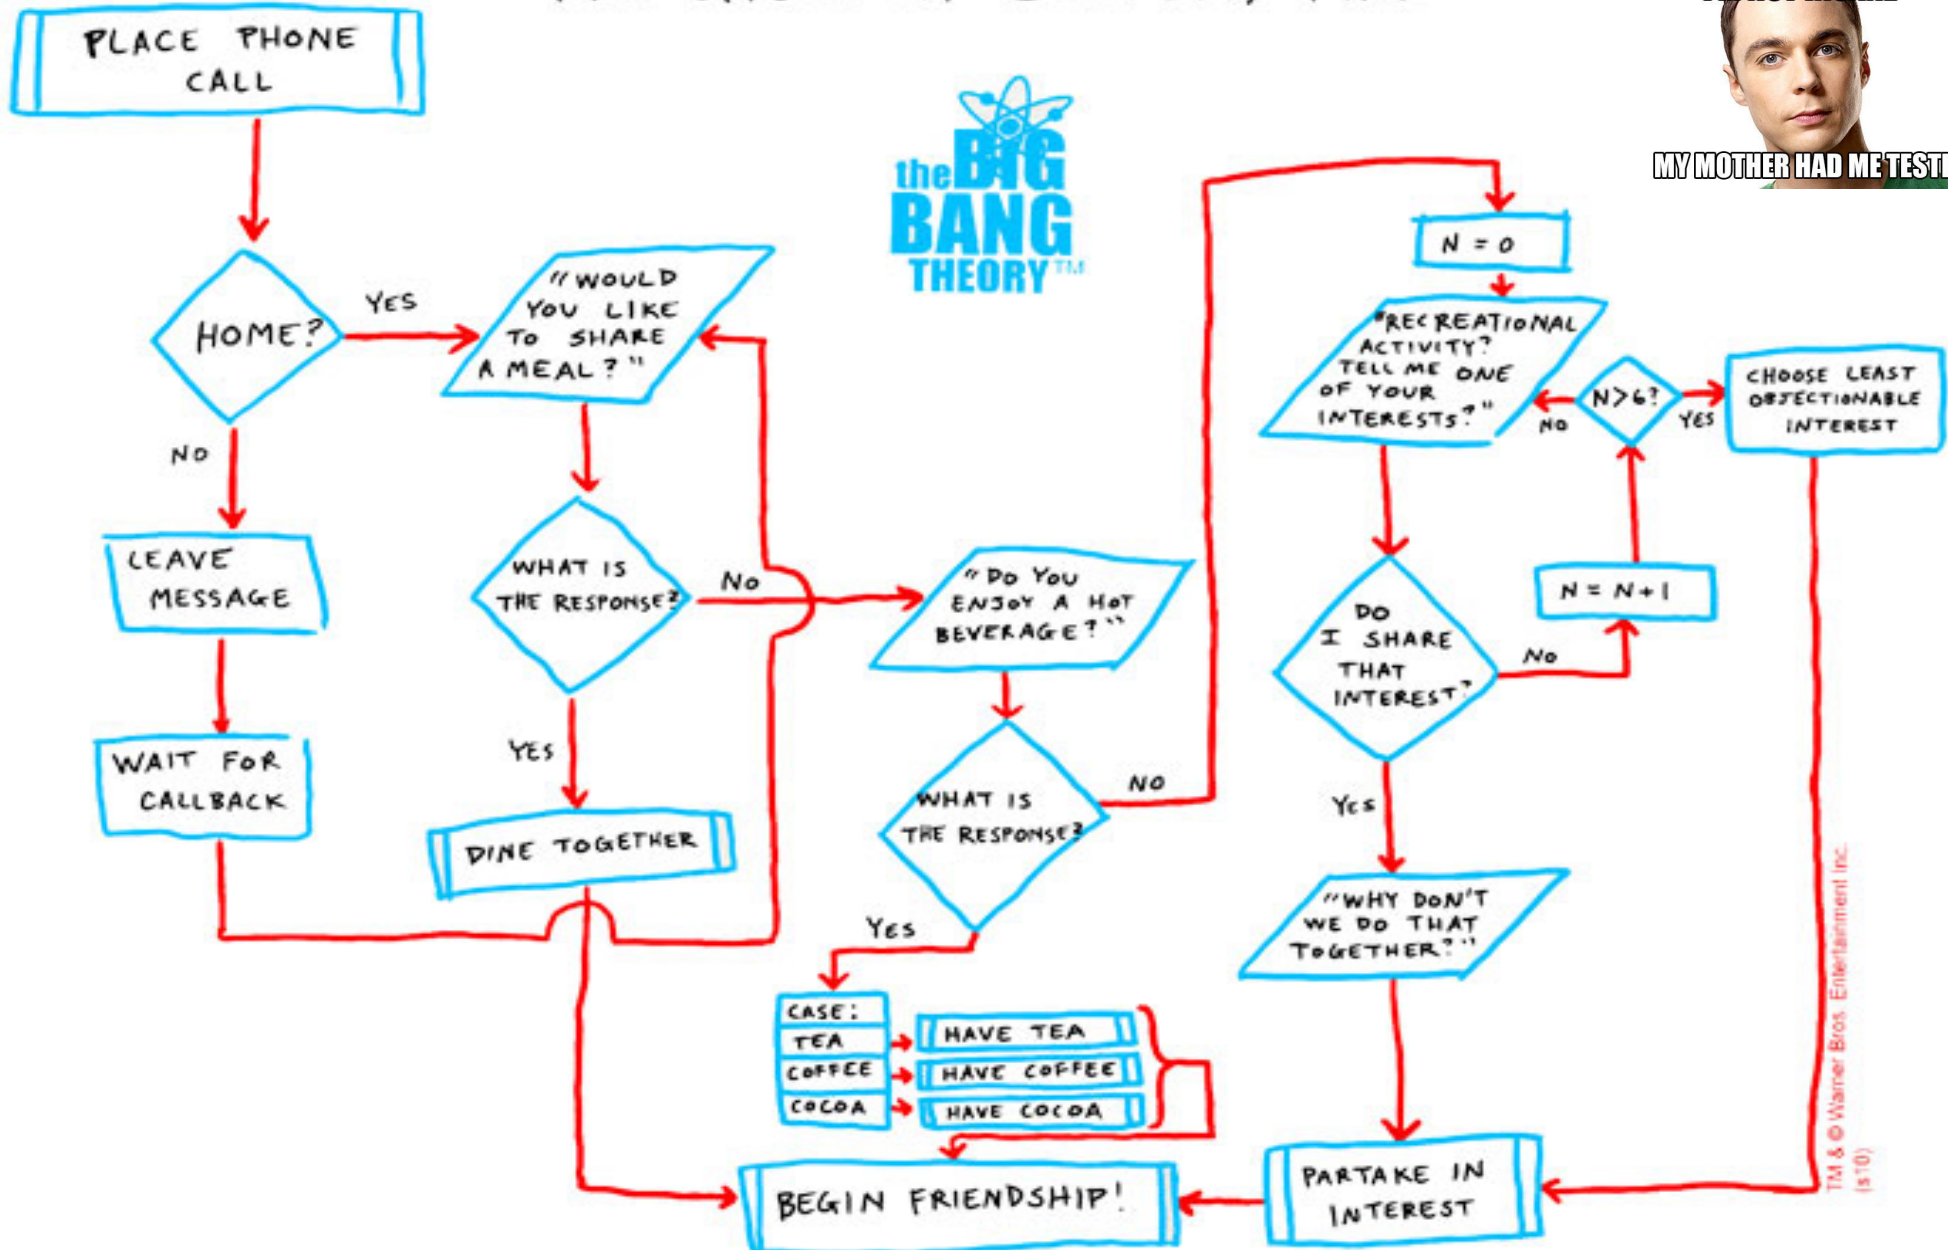 PLACE PHONE
CALL
HOME?
YES
NO
LEAVE
MESSAGE
WAIT FOR
CALLBACK
"WOULD
YOU LIKE
TO SHARE
A MEAL?"
WHAT IS
THE RESPONSE?
NO
YES
DINE TOGETHER
the BIG
BANG
THEORY™
"DO YOU
ENJOY A HOT
BEVERAGE?"
WHAT IS
THE RESPONSE?
NO
YES
CASE:
TEA
HAVE TEA
COFFEE
HAVE COFFEE
COCOA
HAVE COCOA
BEGIN FRIENDSHIP!
MY MOTHER HAD ME
N = 0
"RECREATIONAL
ACTIVITY?
TELL ME ONE
OF YOUR
INTERESTS?"
N>6?
NO
YES
CHOOSE LEAST
OBJECTIONABLE
INTEREST
N = N+1
DO
I SHARE
THAT
INTEREST?
NO
YES
"WHY DON'T
WE DO THAT
TOGETHER?"
PARTAKE IN
INTEREST
TM & © Warner Bros. Entertainment Inc.
(s10)